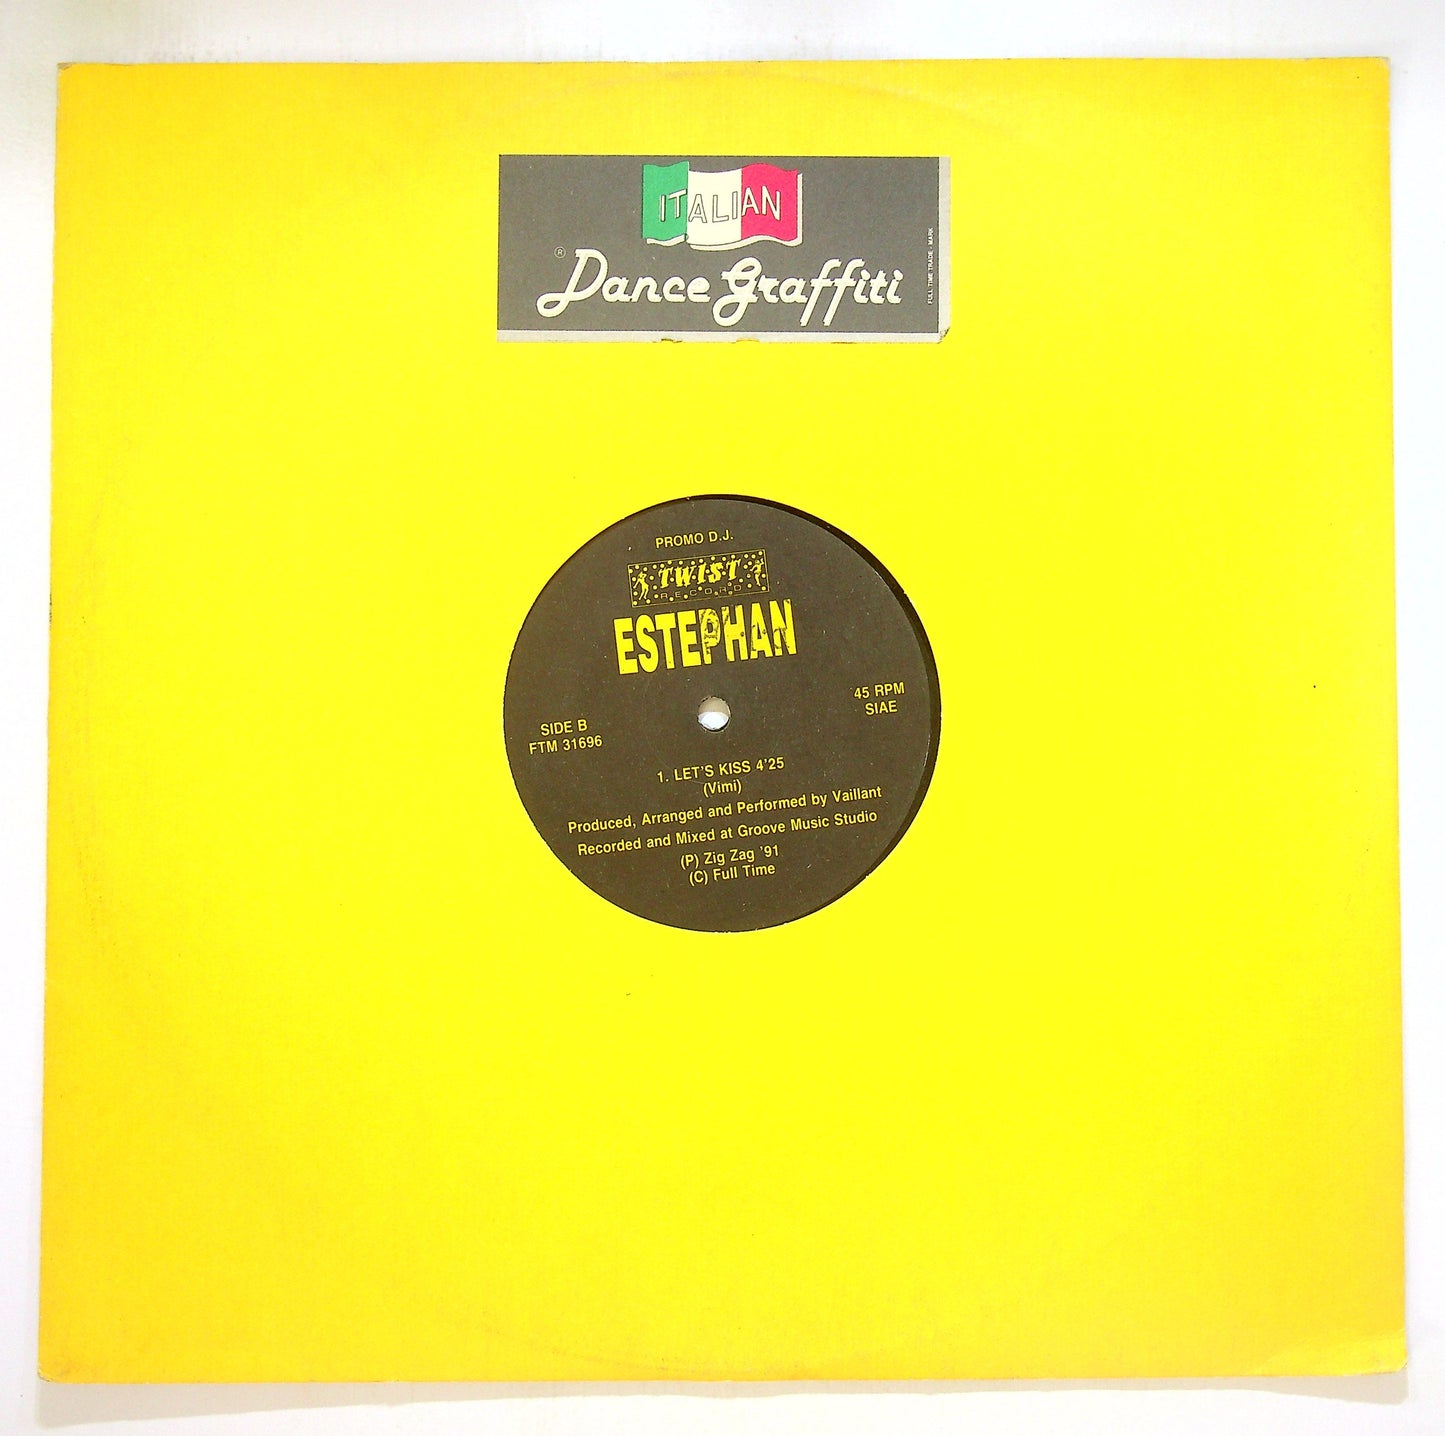 ITALIAN
® Dance Graffiti
FULL TIME TRADE - MARK
PROMO D.J.
TWIST
RECORD
ESTEPHAN
45 RPM
SIAE
SIDE B
FTM 31696
1. LET'S KISS 4'25
(Vimi)
Produced, Arranged and Performed by Vaillant
Recorded and Mixed at Groove Music Studio
(P) Zig Zag '91
(C) Full Time